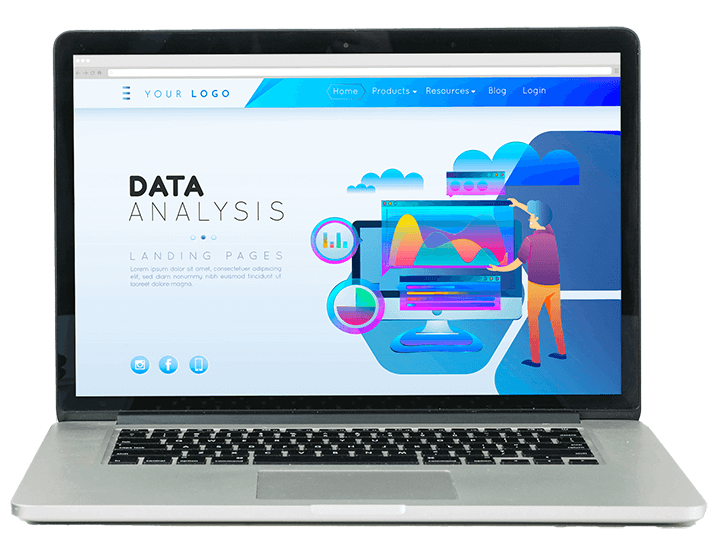 YOUR LOGO
Home Products Resources Blog Login
DATA
ANALYSIS
LANDING PAGES
Lorem ipsum dolor sit amet, consectetuer adipiscing
elit, sed diam nonummy nibh euismod tincidunt ut
laoreet dolore magna.